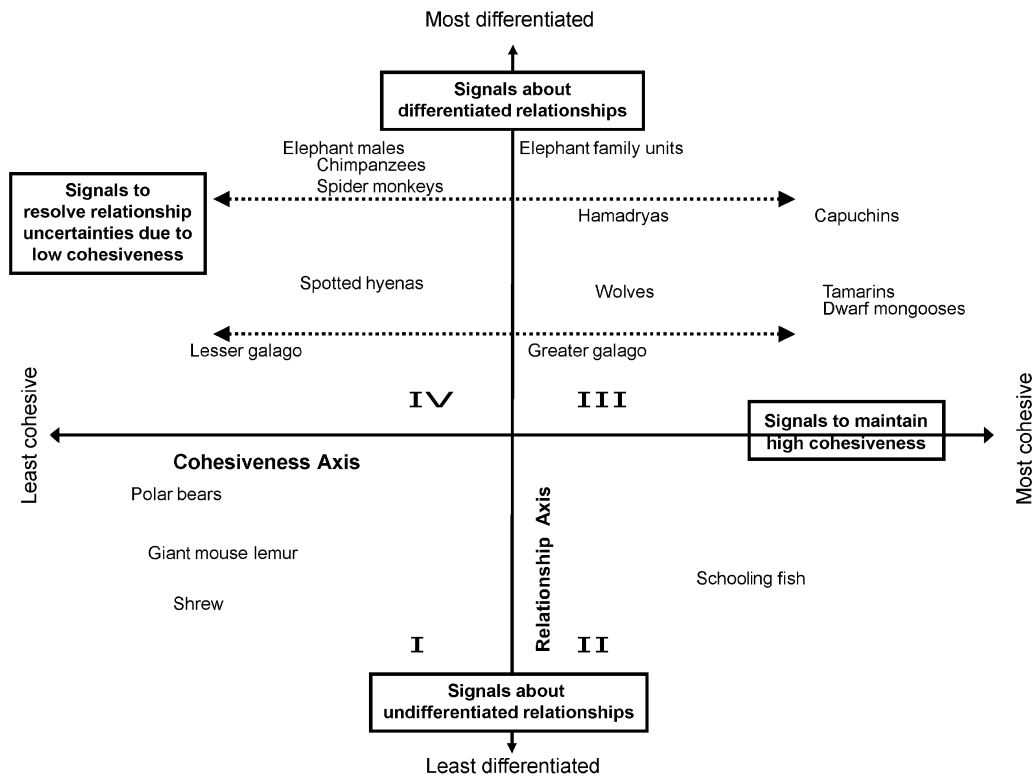 Most differentiated
Signals about
differentiated relationships
Elephant males
Chimpanzees
Spider monkeys
Elephant family units
Signals to
resolve relationship
uncertainties due to
low cohesiveness
Hamadryas
Capuchins
Spotted hyenas
Wolves
Tamarins
Dwarf mongooses
Lesser galago
Greater galago
IV
III
Least cohesive
Signals to maintain
high cohesiveness
Most cohesive
Cohesiveness Axis
Polar bears
Relationship Axis
Giant mouse lemur
Schooling fish
Shrew
I
II
Signals about
undifferentiated relationships
Least differentiated